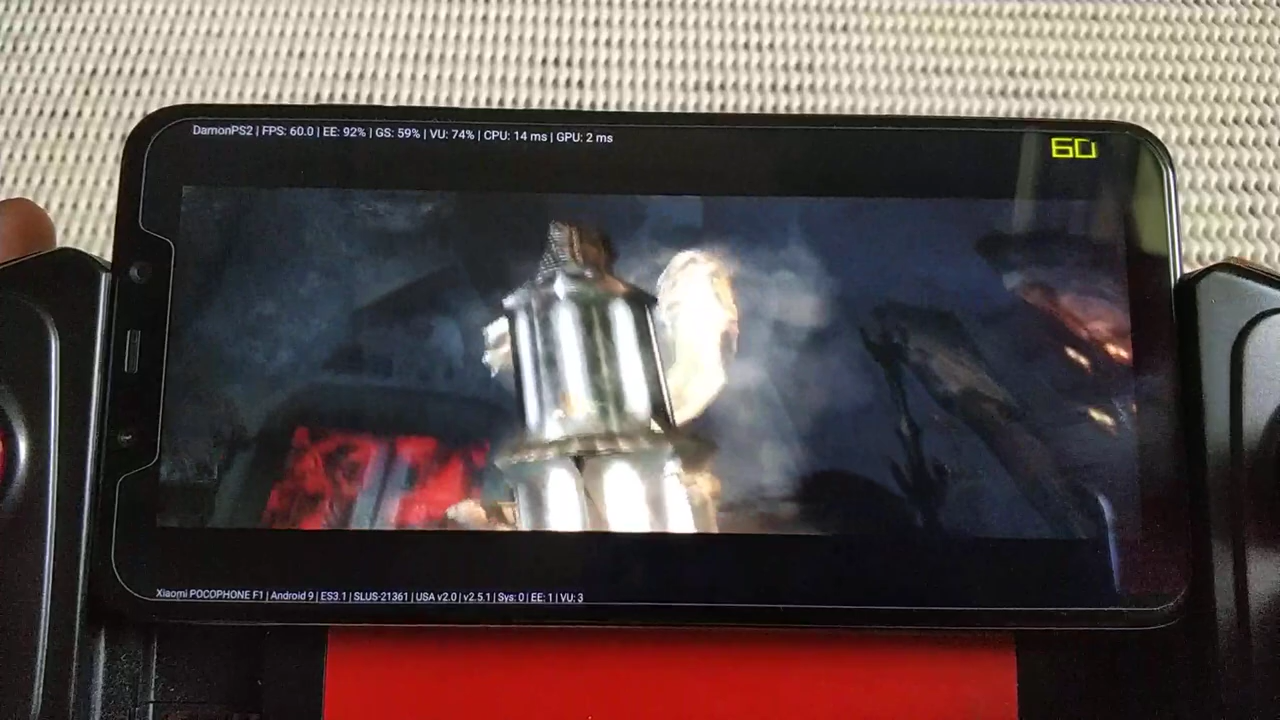 DamonPS2 | FPS: 60.0 | EE: 92% | GS: 59% | VU: 74% | CPU: 14 ms | GPU: 2 ms
60
Xiaomi POCOPHONE F1 | Android 9 | ES3.1 | SLUS-21361 | USA v2.0 | v2.5.1 | Sys: 0 | EE: 1 | VU: 3